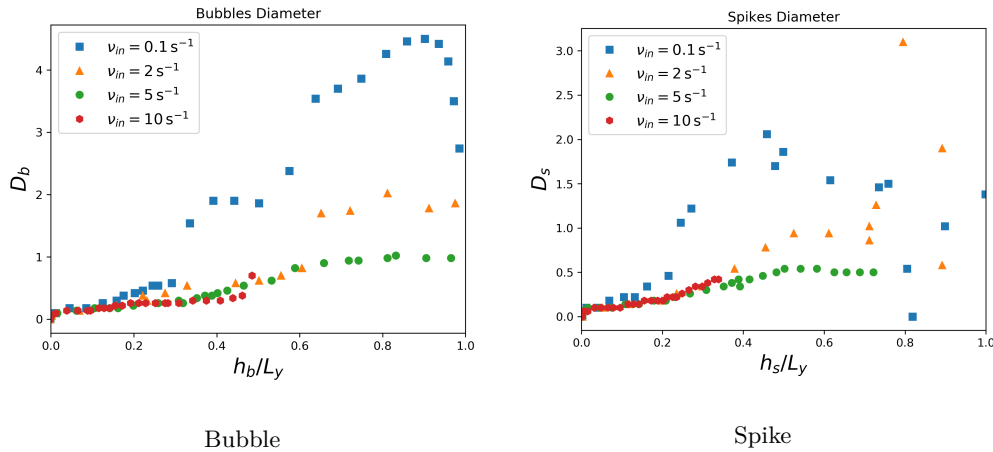 Bubbles Diameter
ν_in = 0.1 s⁻¹
ν_in = 2 s⁻¹
ν_in = 5 s⁻¹
ν_in = 10 s⁻¹
D_b
4
3
2
1
0
0.0 0.2 0.4 0.6 0.8 1.0
h_b/L_y
Bubble
Spikes Diameter
ν_in = 0.1 s⁻¹
ν_in = 2 s⁻¹
ν_in = 5 s⁻¹
ν_in = 10 s⁻¹
D_s
3.0
2.5
2.0
1.5
1.0
0.5
0.0
0.0 0.2 0.4 0.6 0.8 1.0
h_s/L_y
Spike